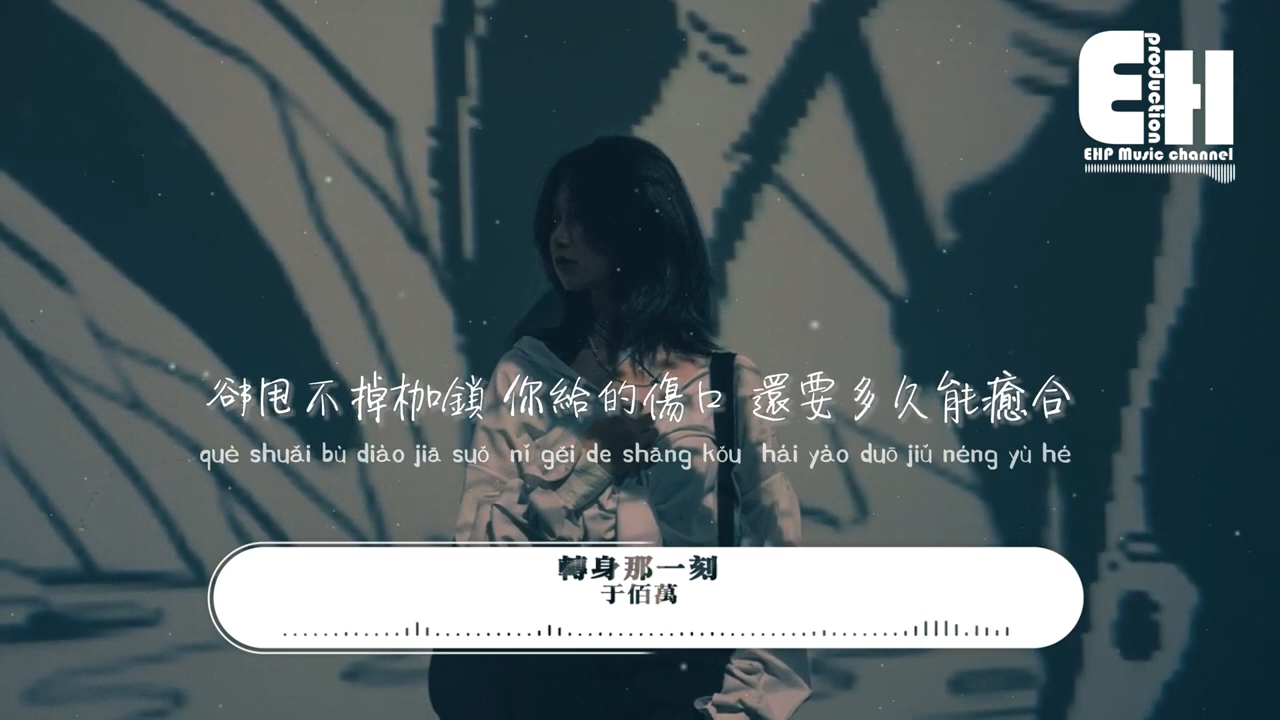 EH
production
EHP Music channel
卻甩不掉枷鎖 你給的傷口 還要多久能癒合
què shuǎi bù diào jiā suǒ nǐ gěi de shāng kǒu hái yào duō jiǔ néng yù hé
轉身那一刻
于佰萬